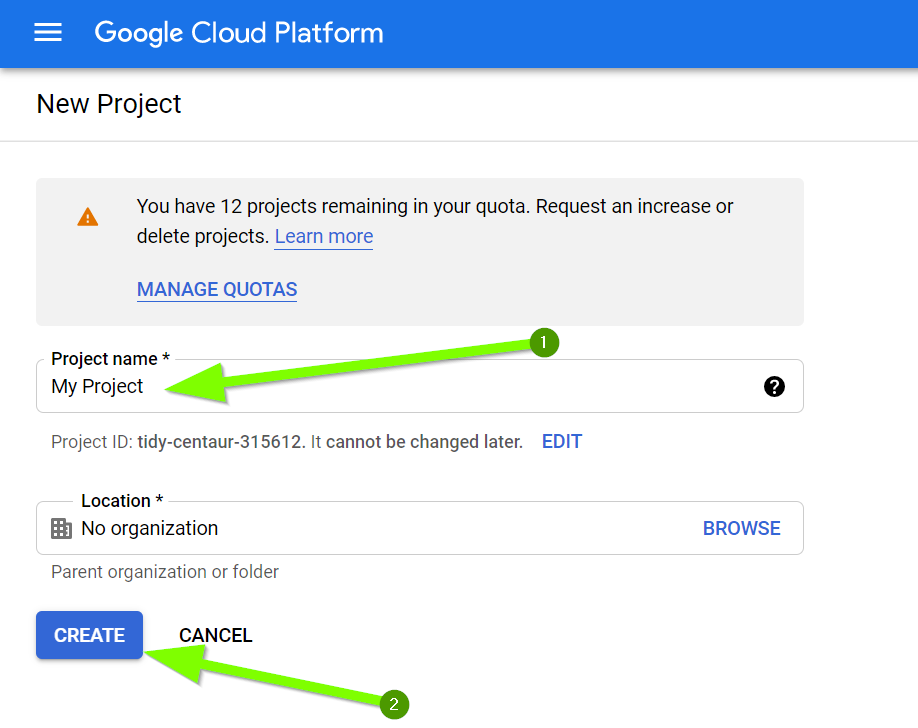 Google Cloud Platform
New Project
You have 12 projects remaining in your quota. Request an increase or
delete projects. Learn more
MANAGE QUOTAS
Project name *
1
My Project
?
Project ID: tidy-centaur-315612. It cannot be changed later. EDIT
Location *
No organization BROWSE
Parent organization or folder
CREATE CANCEL
2